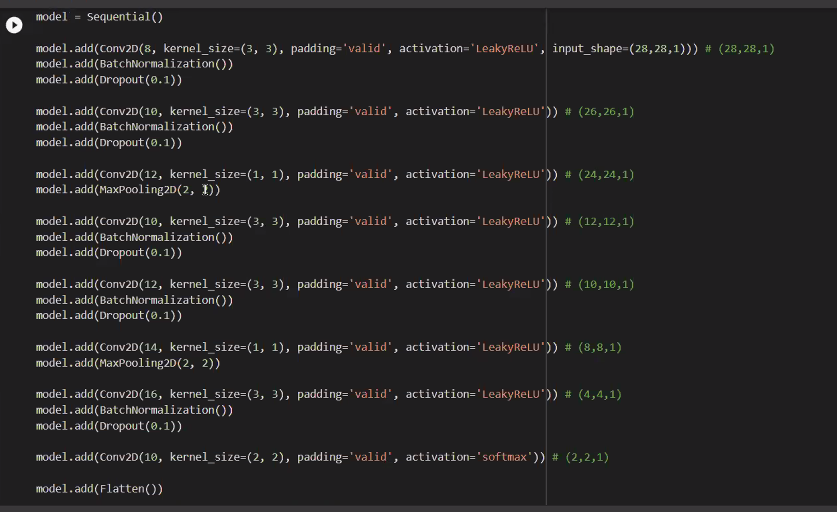 model = Sequential()
model.add(Conv2D(8, kernel_size=(3, 3), padding='valid', activation='LeakyReLU', input_shape=(28,28,1))) # (28,28,1)
model.add(BatchNormalization())
model.add(Dropout(0.1))
model.add(Conv2D(10, kernel_size=(3, 3), padding='valid', activation='LeakyReLU')) # (26,26,1)
model.add(BatchNormalization())
model.add(Dropout(0.1))
model.add(Conv2D(12, kernel_size=(1, 1), padding='valid', activation='LeakyReLU')) # (24,24,1)
model.add(MaxPooling2D(2, 2))
model.add(Conv2D(10, kernel_size=(3, 3), padding='valid', activation='LeakyReLU')) # (12,12,1)
model.add(BatchNormalization())
model.add(Dropout(0.1))
model.add(Conv2D(12, kernel_size=(3, 3), padding='valid', activation='LeakyReLU')) # (10,10,1)
model.add(BatchNormalization())
model.add(Dropout(0.1))
model.add(Conv2D(14, kernel_size=(1, 1), padding='valid', activation='LeakyReLU')) # (8,8,1)
model.add(MaxPooling2D(2, 2))
model.add(Conv2D(16, kernel_size=(3, 3), padding='valid', activation='LeakyReLU')) # (4,4,1)
model.add(BatchNormalization())
model.add(Dropout(0.1))
model.add(Conv2D(10, kernel_size=(2, 2), padding='valid', activation='softmax')) # (2,2,1)
model.add(Flatten())